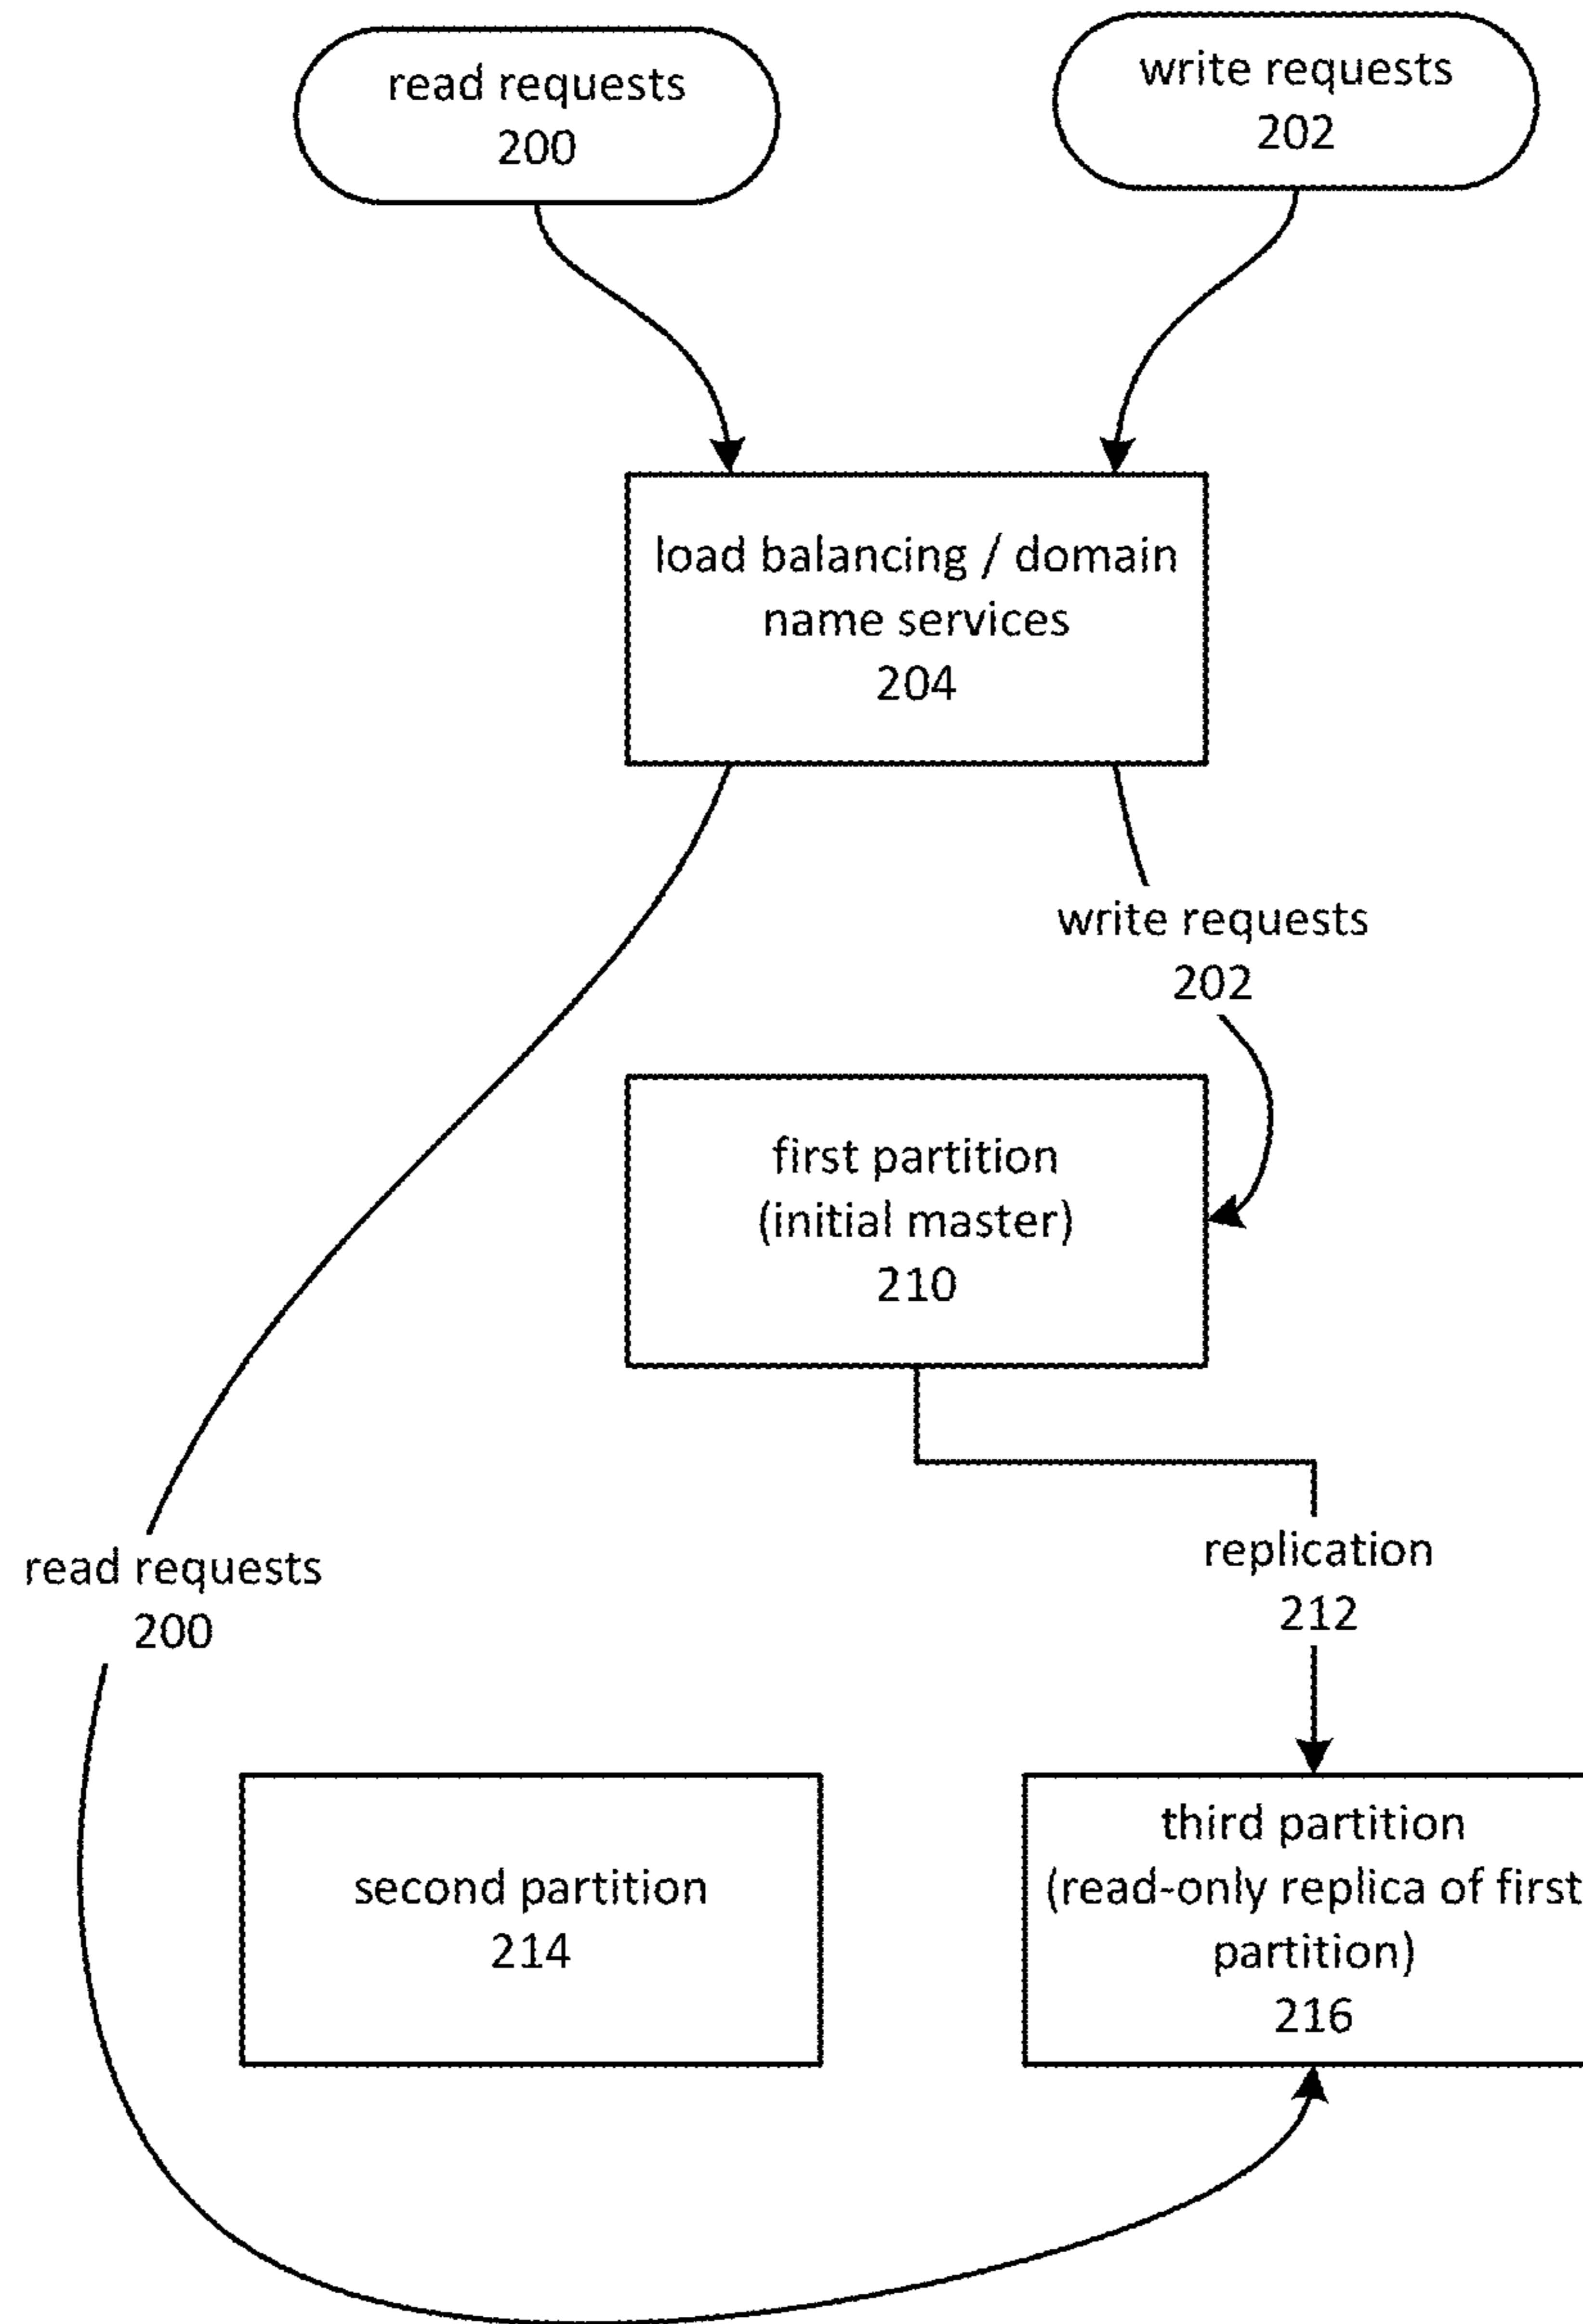 read requests
200
write requests
202
load balancing / domain
name services
204
write requests
202
first partition
(initial master)
210
read requests
200
replication
212
second partition
214
third partition
(read-only replica of first
partition)
216